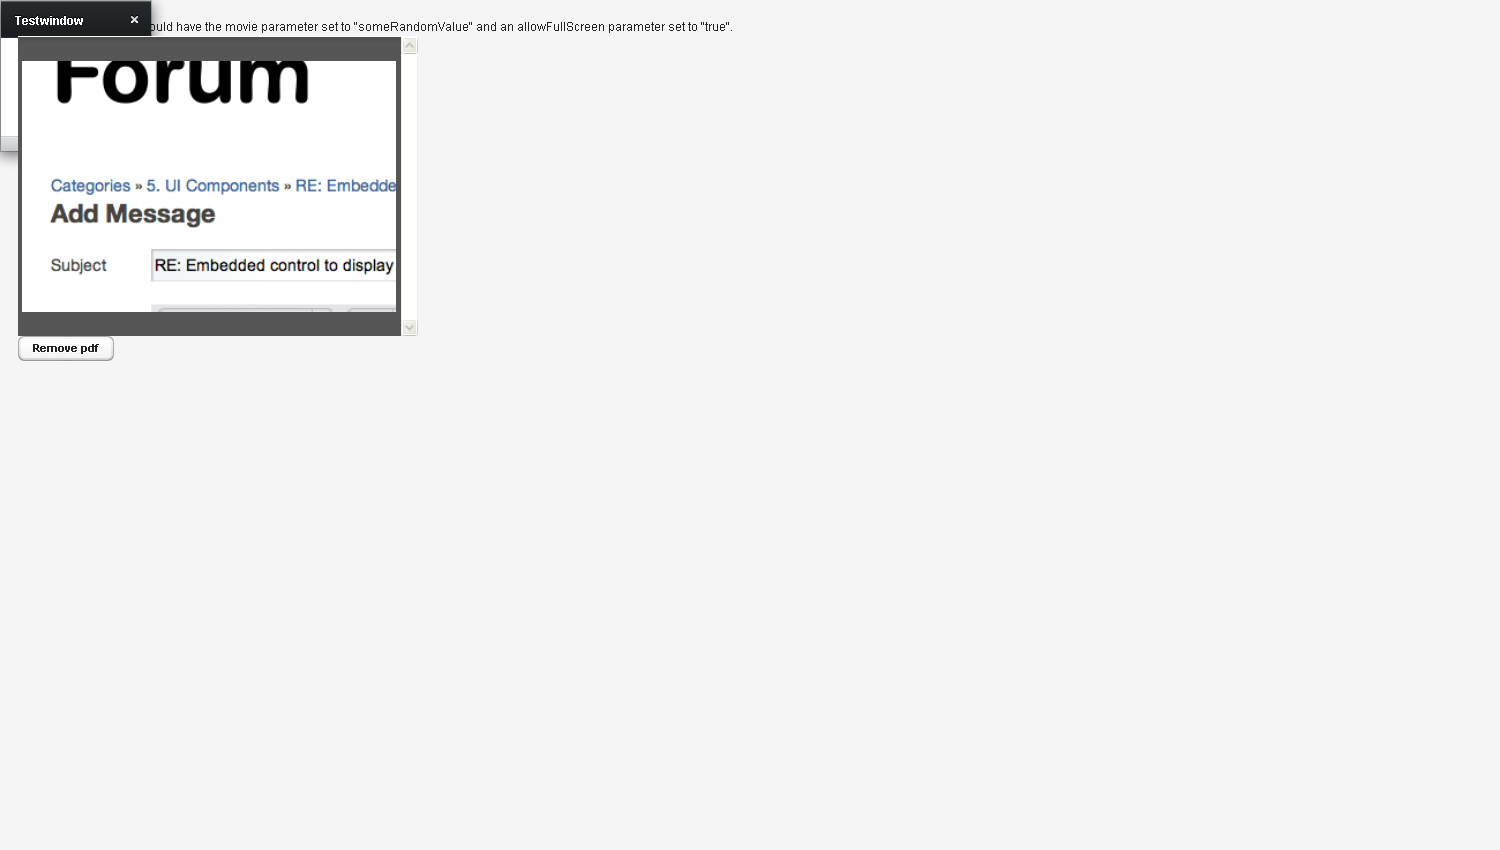 Testwindow
ould have the movie parameter set to "someRandomValue" and an allowFullScreen parameter set to "true".
Forum
Categories » 5. UI Components » RE: Embedde
Add Message
Subject
RE: Embedded control to display
Remove pdf